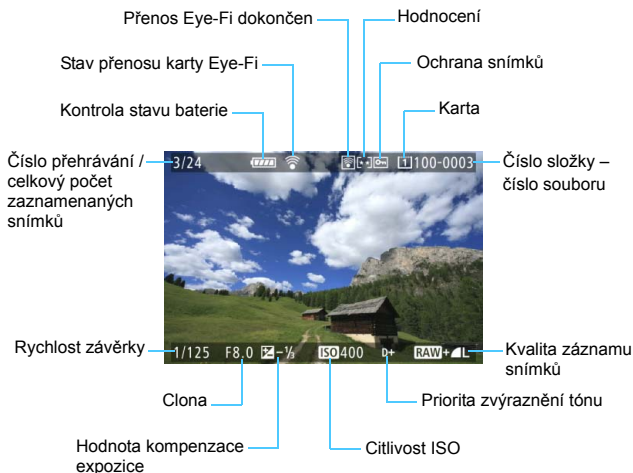 Přenos Eye-Fi dokončen
Hodnocení
Stav přenosu karty Eye-Fi
Ochrana snímků
Kontrola stavu baterie
Karta
Číslo přehrávání /
celkový počet
zaznamenaných
snímků
3/24
1 100-0003
Číslo složky –
číslo souboru
Rychlost závěrky
1/125 F8.0 -⅓ ISO400 D+ RAW+L
Kvalita záznamu
snímků
Clona
Priorita zvýraznění tónu
Hodnota kompenzace
expozice
Citlivost ISO